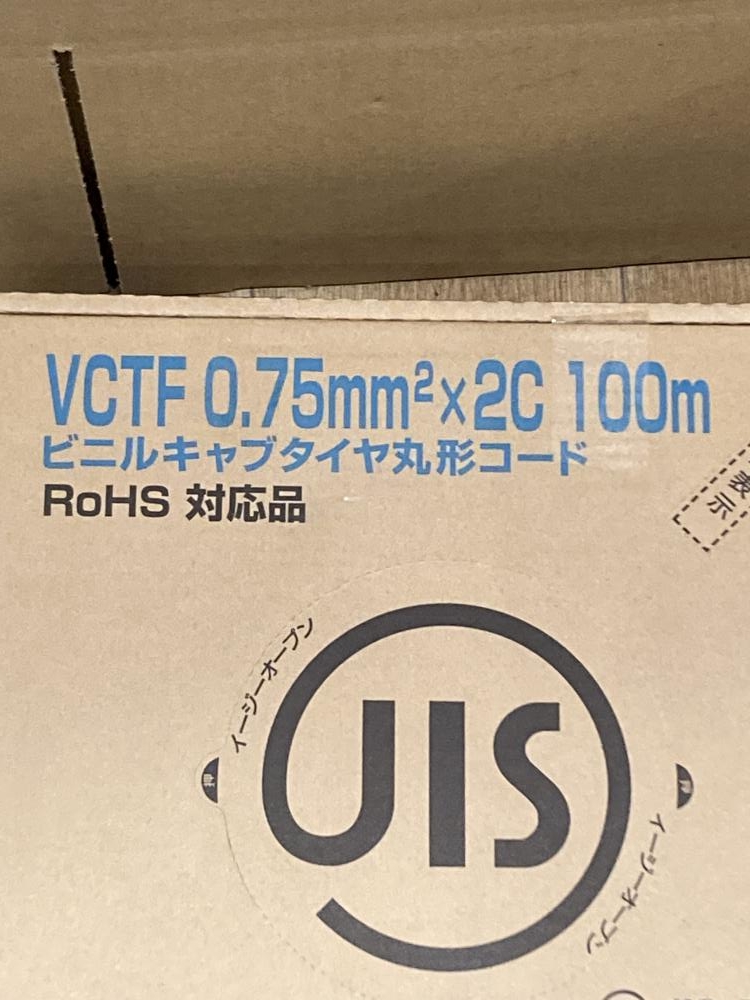 VCTF 0.75mm²×2C 100m
ビニルキャブタイヤ丸形コード
RoHS 対応品
表示
イージーオープン
押
JIS
押
イージーオープン